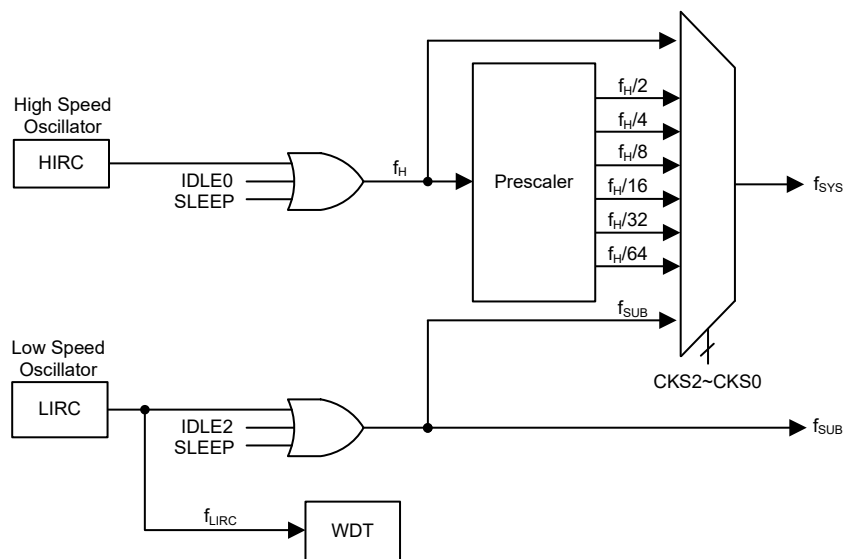 High Speed
Oscillator
HIRC
IDLE0
SLEEP
fH
Prescaler
fH/2
fH/4
fH/8
fH/16
fH/32
fH/64
fSUB
fSYS
CKS2~CKS0
Low Speed
Oscillator
LIRC
IDLE2
SLEEP
fSUB
fLIRC
WDT